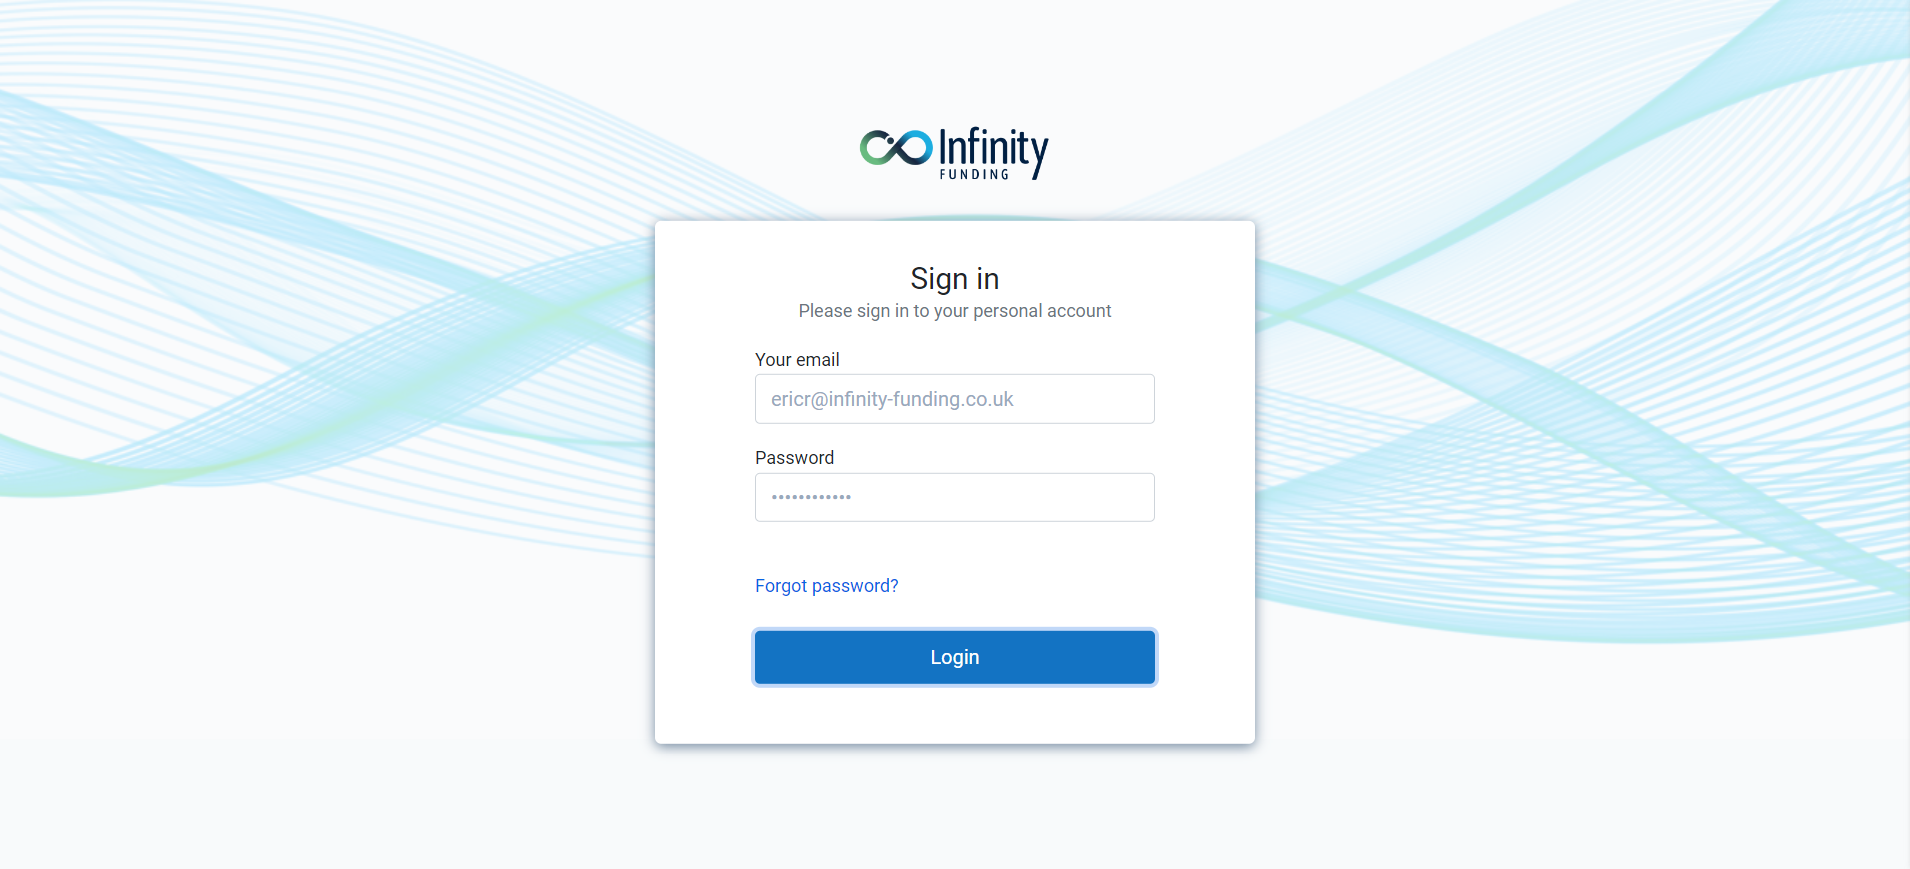 Infinity
FUNDING
Sign in
Please sign in to your personal account
Your email
ericr@infinity-funding.co.uk
Password
••••••••••••
Forgot password?
Login